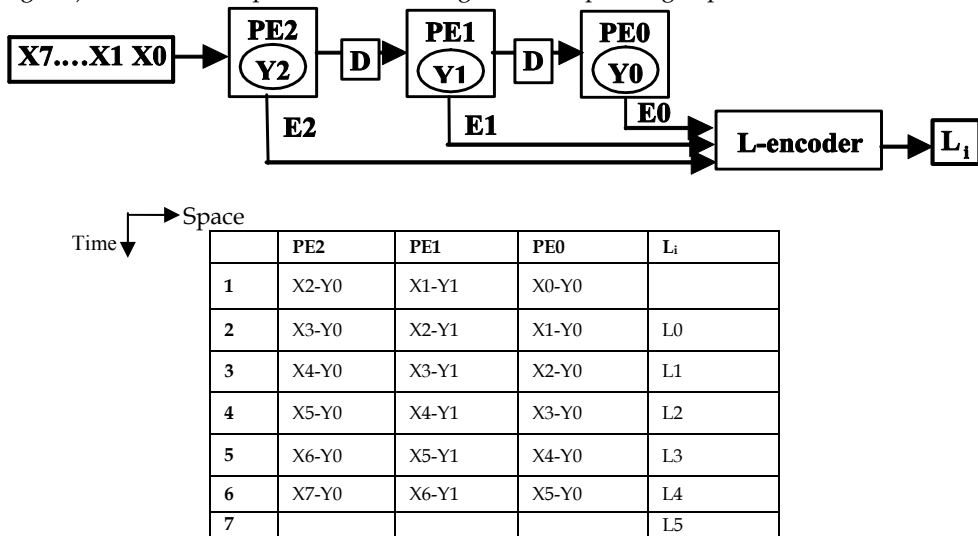 X7....X1 X0
PE2
Y2
D
PE1
Y1
D
PE0
Y0
E2
E1
E0
L-encoder
Li
Space
Time
PE2 PE1 PE0 Li
1 X2-Y0 X1-Y1 X0-Y0
2 X3-Y0 X2-Y1 X1-Y0 L0
3 X4-Y0 X3-Y1 X2-Y0 L1
4 X5-Y0 X4-Y1 X3-Y0 L2
5 X6-Y0 X5-Y1 X4-Y0 L3
6 X7-Y0 X6-Y1 X5-Y0 L4
7 L5